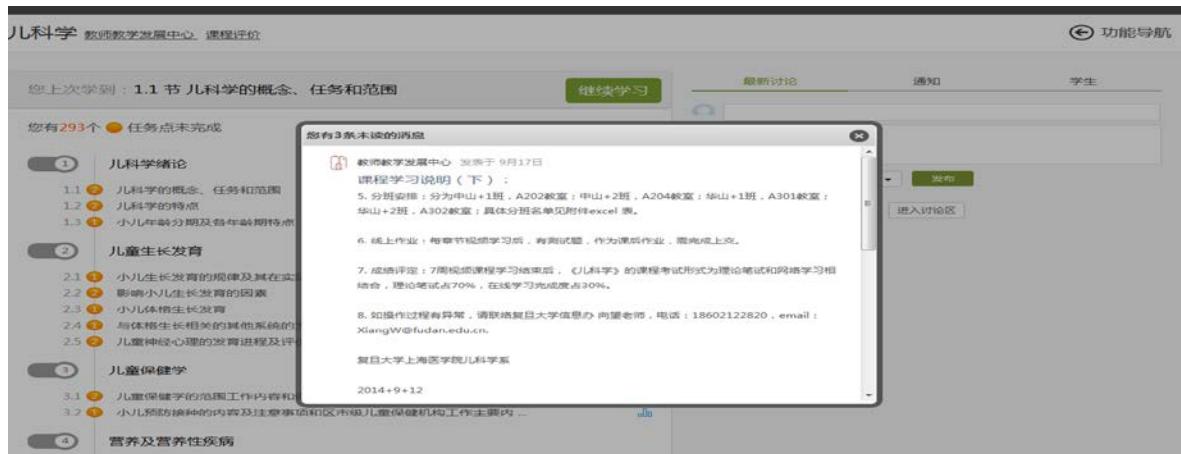 儿科学 教师教学发展中心 课程评价
功能导航
您上次学到：1.1 节 儿科学的概念、任务和范围
继续学习
最新讨论 通知 学生
您有293个 任务点未完成
发布
进入讨论区
您有3条未读的消息
教师教学发展中心 发表于 9月17日
课程学习说明（下）：
5. 分班安排：分为中山+1班，A202教室；中山+2班，A204教室；华山+1班，A301教室；
华山+2班，A302教室；具体分班名单见附件excel 表。
6. 线上作业：每章节视频学习后，有测试题，作为课后作业，需完成上交。
7. 成绩评定：7周视频课程学习结束后，《儿科学》的课程考试形式为理论笔试和网络学习相
结合，理论笔试占70%，在线学习完成度占30%。
8. 如操作过程有异常，请联络复旦大学信息办 向望老师，电话：18602122820，email：
XiangW@fudan.edu.cn.
复旦大学上海医学院儿科学系
2014+9+12
1 儿科学绪论
1.1 2 儿科学的概念、任务和范围
1.2 2 儿科学的特点
1.3 1 小儿年龄分期及各年龄期特点
2 儿童生长发育
2.1 1 小儿生长发育的规律及其在实
2.2 2 影响小儿生长发育的因素
2.3 1 小儿体格生长发育
2.4 1 与体格生长相关的其他系统的
2.5 2 儿童神经心理的发育进程及评
3 儿童保健学
3.1 2 儿童保健学的范围工作内容和
3.2 1 小儿预防接种的内容及注意事项和区市级儿童保健机构工作主要内 ...
4 营养及营养性疾病